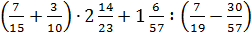 (7/15 + 3/10) · 2 14/23 + 1 6/57 : (7/19 − 30/57)